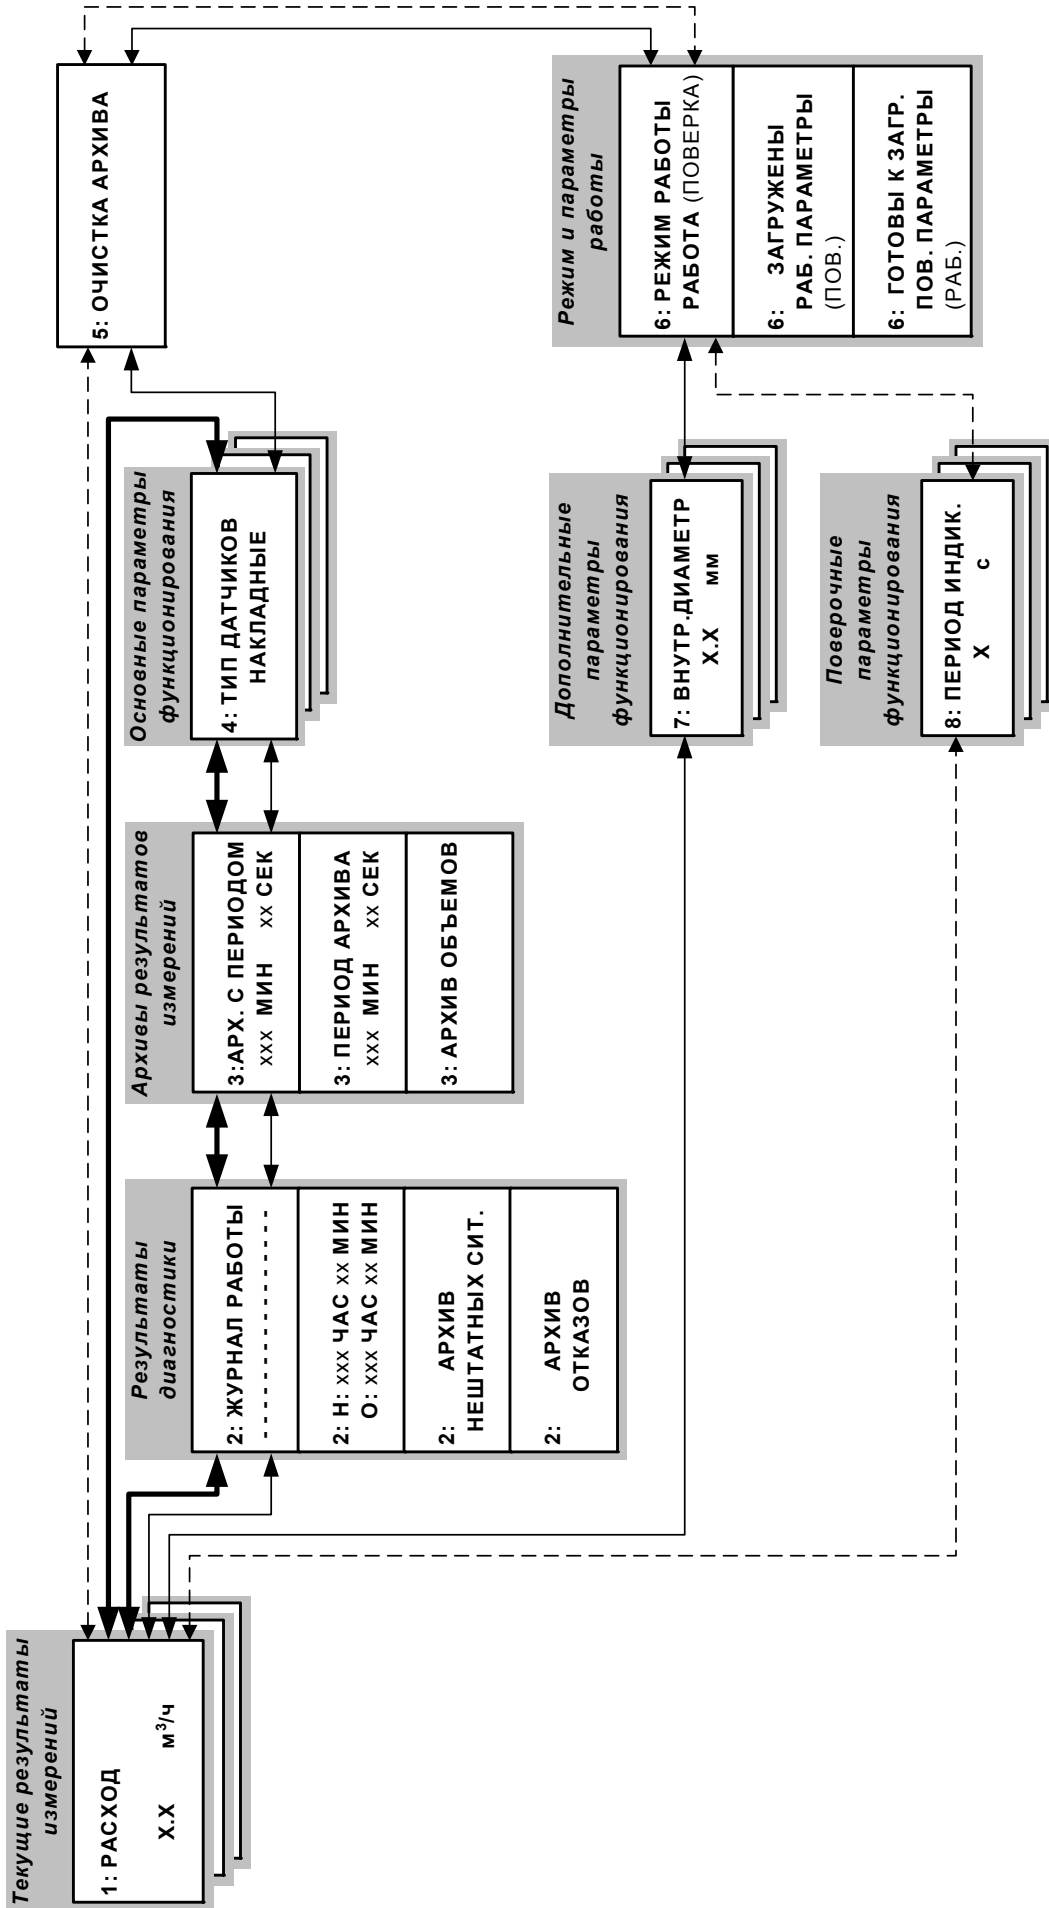 Текущие результаты
измерений
1: РАСХОД
X.X м³/ч
Результаты
диагностики
2: ЖУРНАЛ РАБОТЫ
- - - - - - - - - - - - - - - -
2: Н: xxx ЧАС xx МИН
О: xxx ЧАС xx МИН
2: АРХИВ
НЕШТАТНЫХ СИТ.
2: АРХИВ
ОТКАЗОВ
Архивы результатов
измерений
3:АРХ. С ПЕРИОДОМ
xxx МИН xx СЕК
3: ПЕРИОД АРХИВА
xxx МИН xx СЕК
3: АРХИВ ОБЪЕМОВ
Основные параметры
функционирования
4: ТИП ДАТЧИКОВ
НАКЛАДНЫЕ
5: ОЧИСТКА АРХИВА
Дополнительные
параметры
функционирования
7: ВНУТР.ДИАМЕТР
X.X мм
Режим и параметры
работы
6: РЕЖИМ РАБОТЫ
РАБОТА (ПОВЕРКА)
6: ЗАГРУЖЕНЫ
РАБ. ПАРАМЕТРЫ
(ПОВ.)
6: ГОТОВЫ К ЗАГР.
ПОВ. ПАРАМЕТРЫ
(РАБ.)
Поверочные
параметры
функционирования
8: ПЕРИОД ИНДИК.
X с